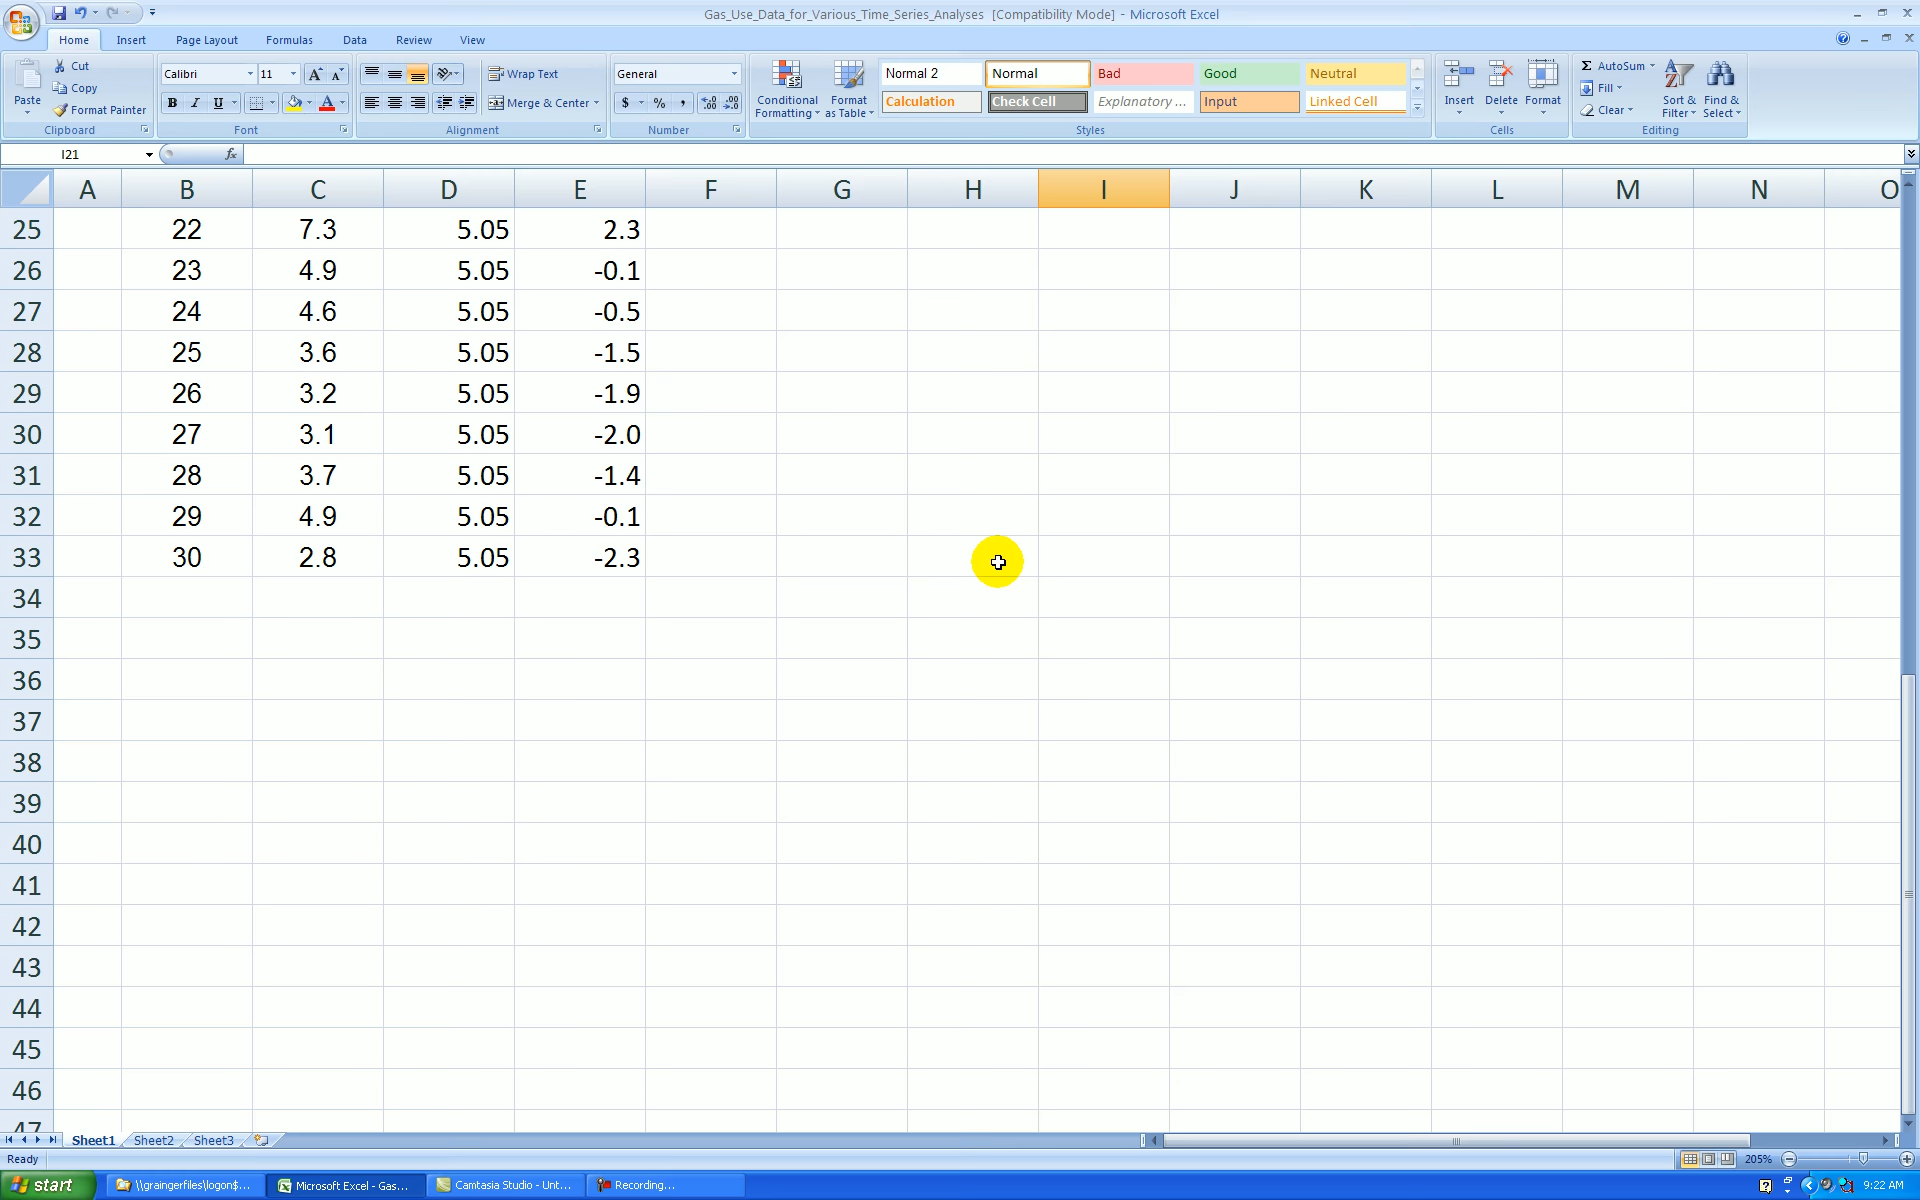 Gas_Use_Data_for_Various_Time_Series_Analyses [Compatibility Mode] - Microsoft Excel
Home Insert Page Layout Formulas Data Review View
Paste
Cut
Copy
Format Painter
Clipboard
Calibri 11
B I U
Font
Wrap Text
Merge & Center
Alignment
General
$ % ,
Number
Conditional Formatting
Format as Table
Normal 2 Normal Bad Good Neutral
Calculation Check Cell Explanatory ... Input Linked Cell
Styles
Insert Delete Format
Cells
Σ AutoSum
Fill
Clear
Sort & Filter
Find & Select
Editing
I21 fx
A B C D E F G H I J K L M N O
25 22 7.3 5.05 2.3
26 23 4.9 5.05 -0.1
27 24 4.6 5.05 -0.5
28 25 3.6 5.05 -1.5
29 26 3.2 5.05 -1.9
30 27 3.1 5.05 -2.0
31 28 3.7 5.05 -1.4
32 29 4.9 5.05 -0.1
33 30 2.8 5.05 -2.3
34
35
36
37
38
39
40
41
42
43
44
45
46
47
Sheet1 Sheet2 Sheet3
Ready 205%
start \\graingerfiles\logon$... Microsoft Excel - Gas... Camtasia Studio - Unt... Recording... 9:22 AM